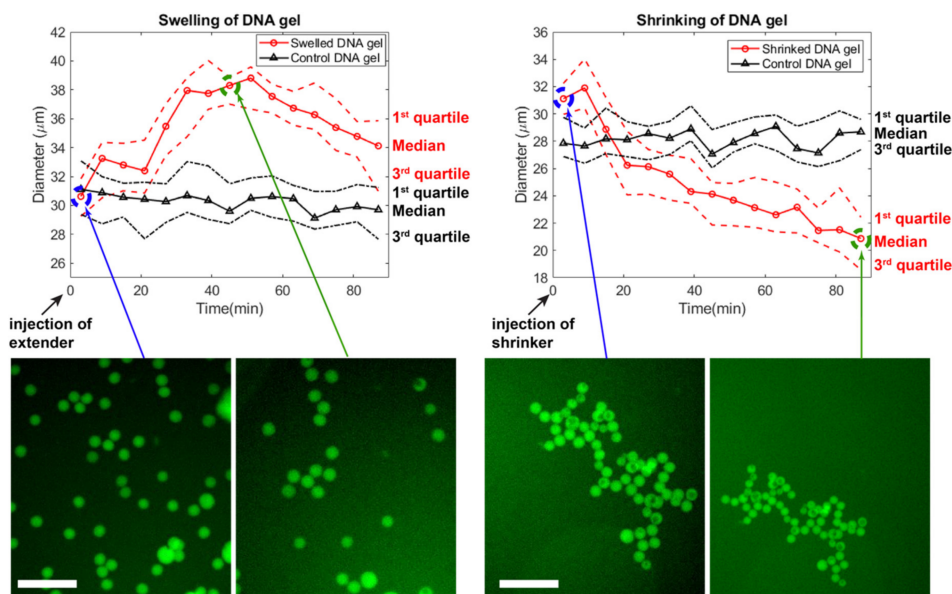 Swelling of DNA gel
42
40
38
36
34
32
30
28
26
Diameter (μm)
Swelled DNA gel
Control DNA gel
1st quartile
Median
3rd quartile
1st quartile
Median
3rd quartile
0 20 40 60 80
Time(min)
injection of
extender
Shrinking of DNA gel
36
34
32
30
28
26
24
22
20
18
Diameter (μm)
Shrinked DNA gel
Control DNA gel
1st quartile
Median
3rd quartile
1st quartile
Median
3rd quartile
0 20 40 60 80
Time(min)
injection of
shrinker